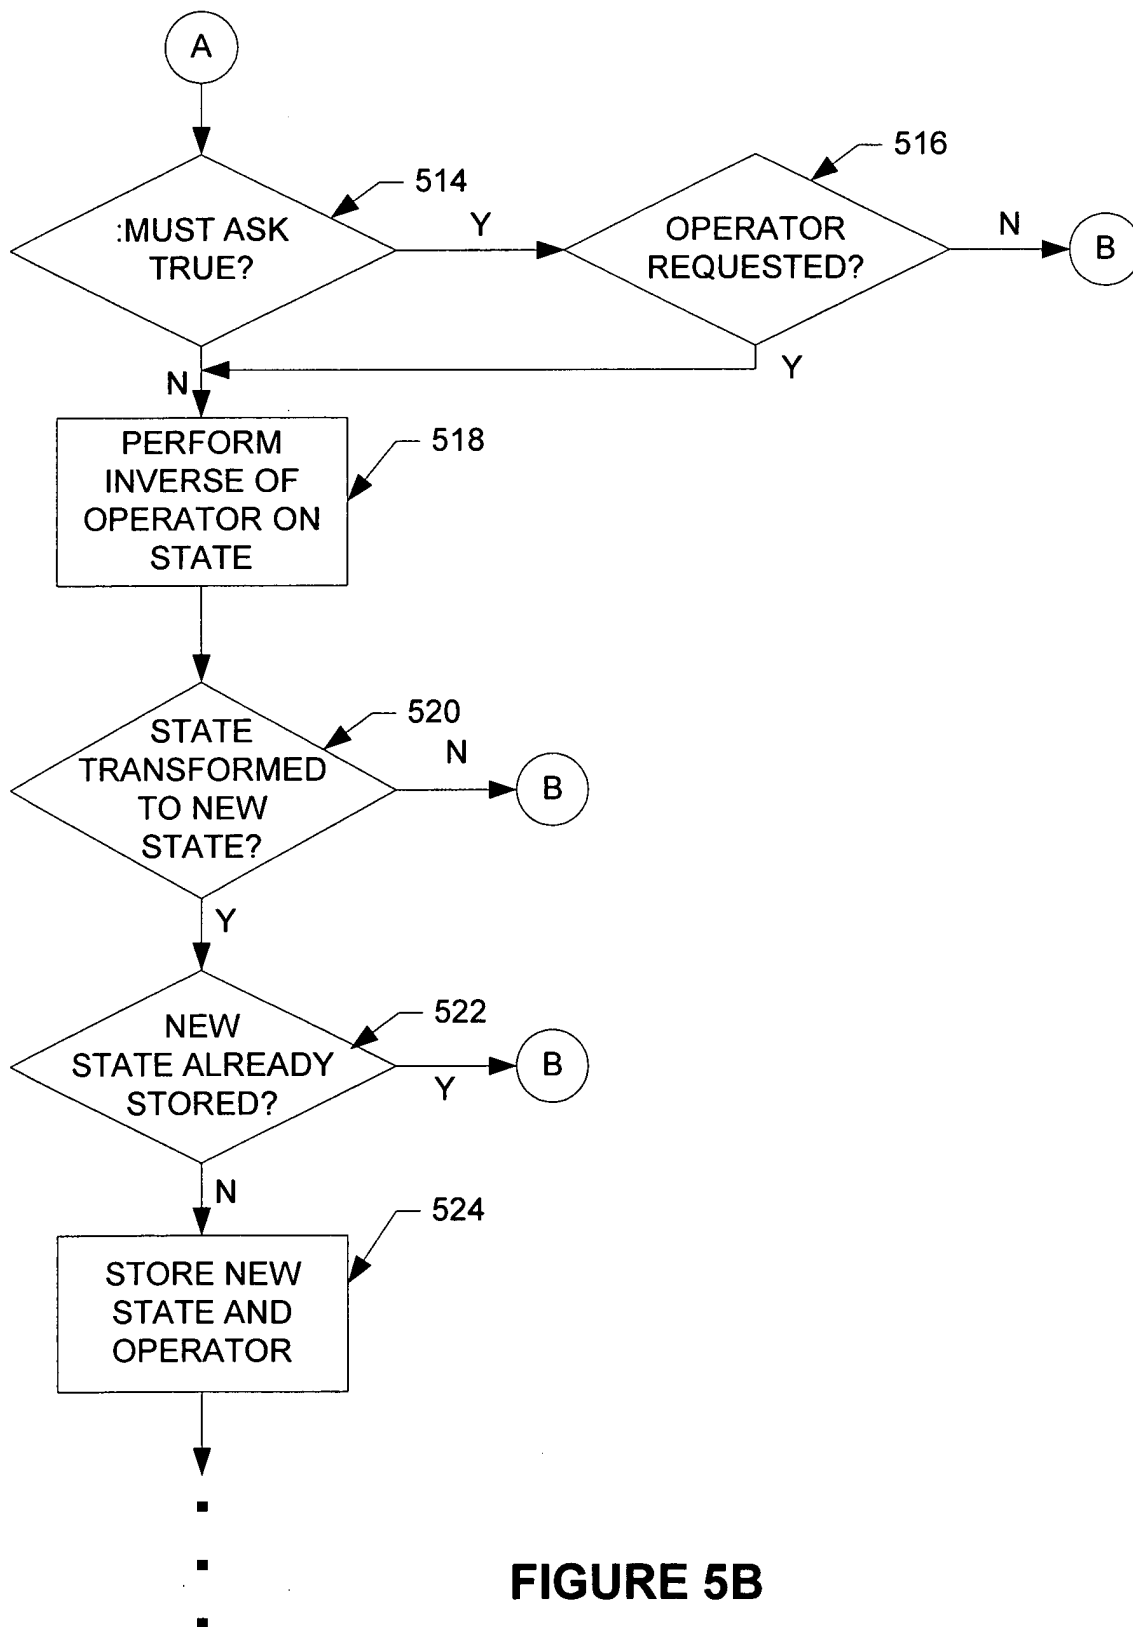 A
514
516
:MUST ASK
TRUE?
Y
OPERATOR
REQUESTED?
N
B
N
Y
PERFORM
INVERSE OF
OPERATOR ON
STATE
518
STATE
TRANSFORMED
TO NEW
STATE?
520
N
B
Y
NEW
STATE ALREADY
STORED?
522
Y
B
N
STORE NEW
STATE AND
OPERATOR
524
FIGURE 5B